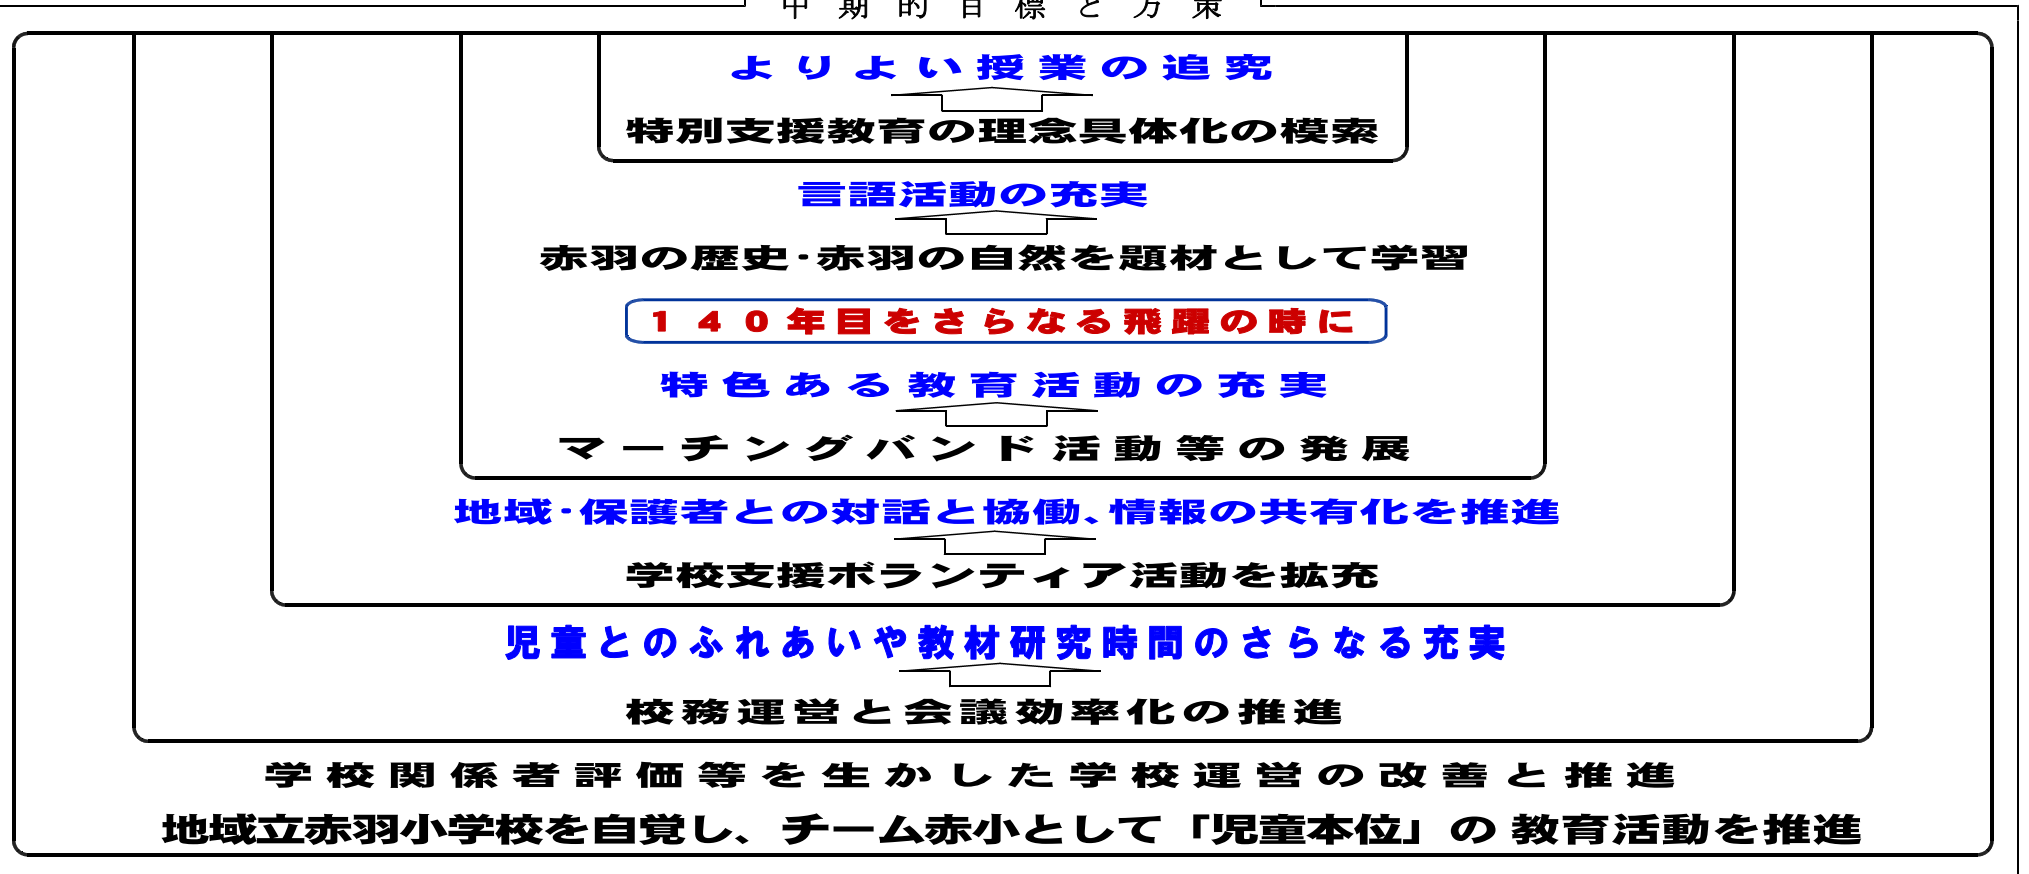 中期的目標と方策
よりよい授業の追究
特別支援教育の理念具体化の模索
言語活動の充実
赤羽の歴史・赤羽の自然を題材として学習
140年目をさらなる飛躍の時に
特色ある教育活動の充実
マーチングバンド活動等の発展
地域・保護者との対話と協働、情報の共有化を推進
学校支援ボランティア活動を拡充
児童とのふれあいや教材研究時間のさらなる充実
校務運営と会議効率化の推進
学校関係者評価等を生かした学校運営の改善と推進
地域立赤羽小学校を自覚し、チーム赤小として「児童本位」の教育活動を推進